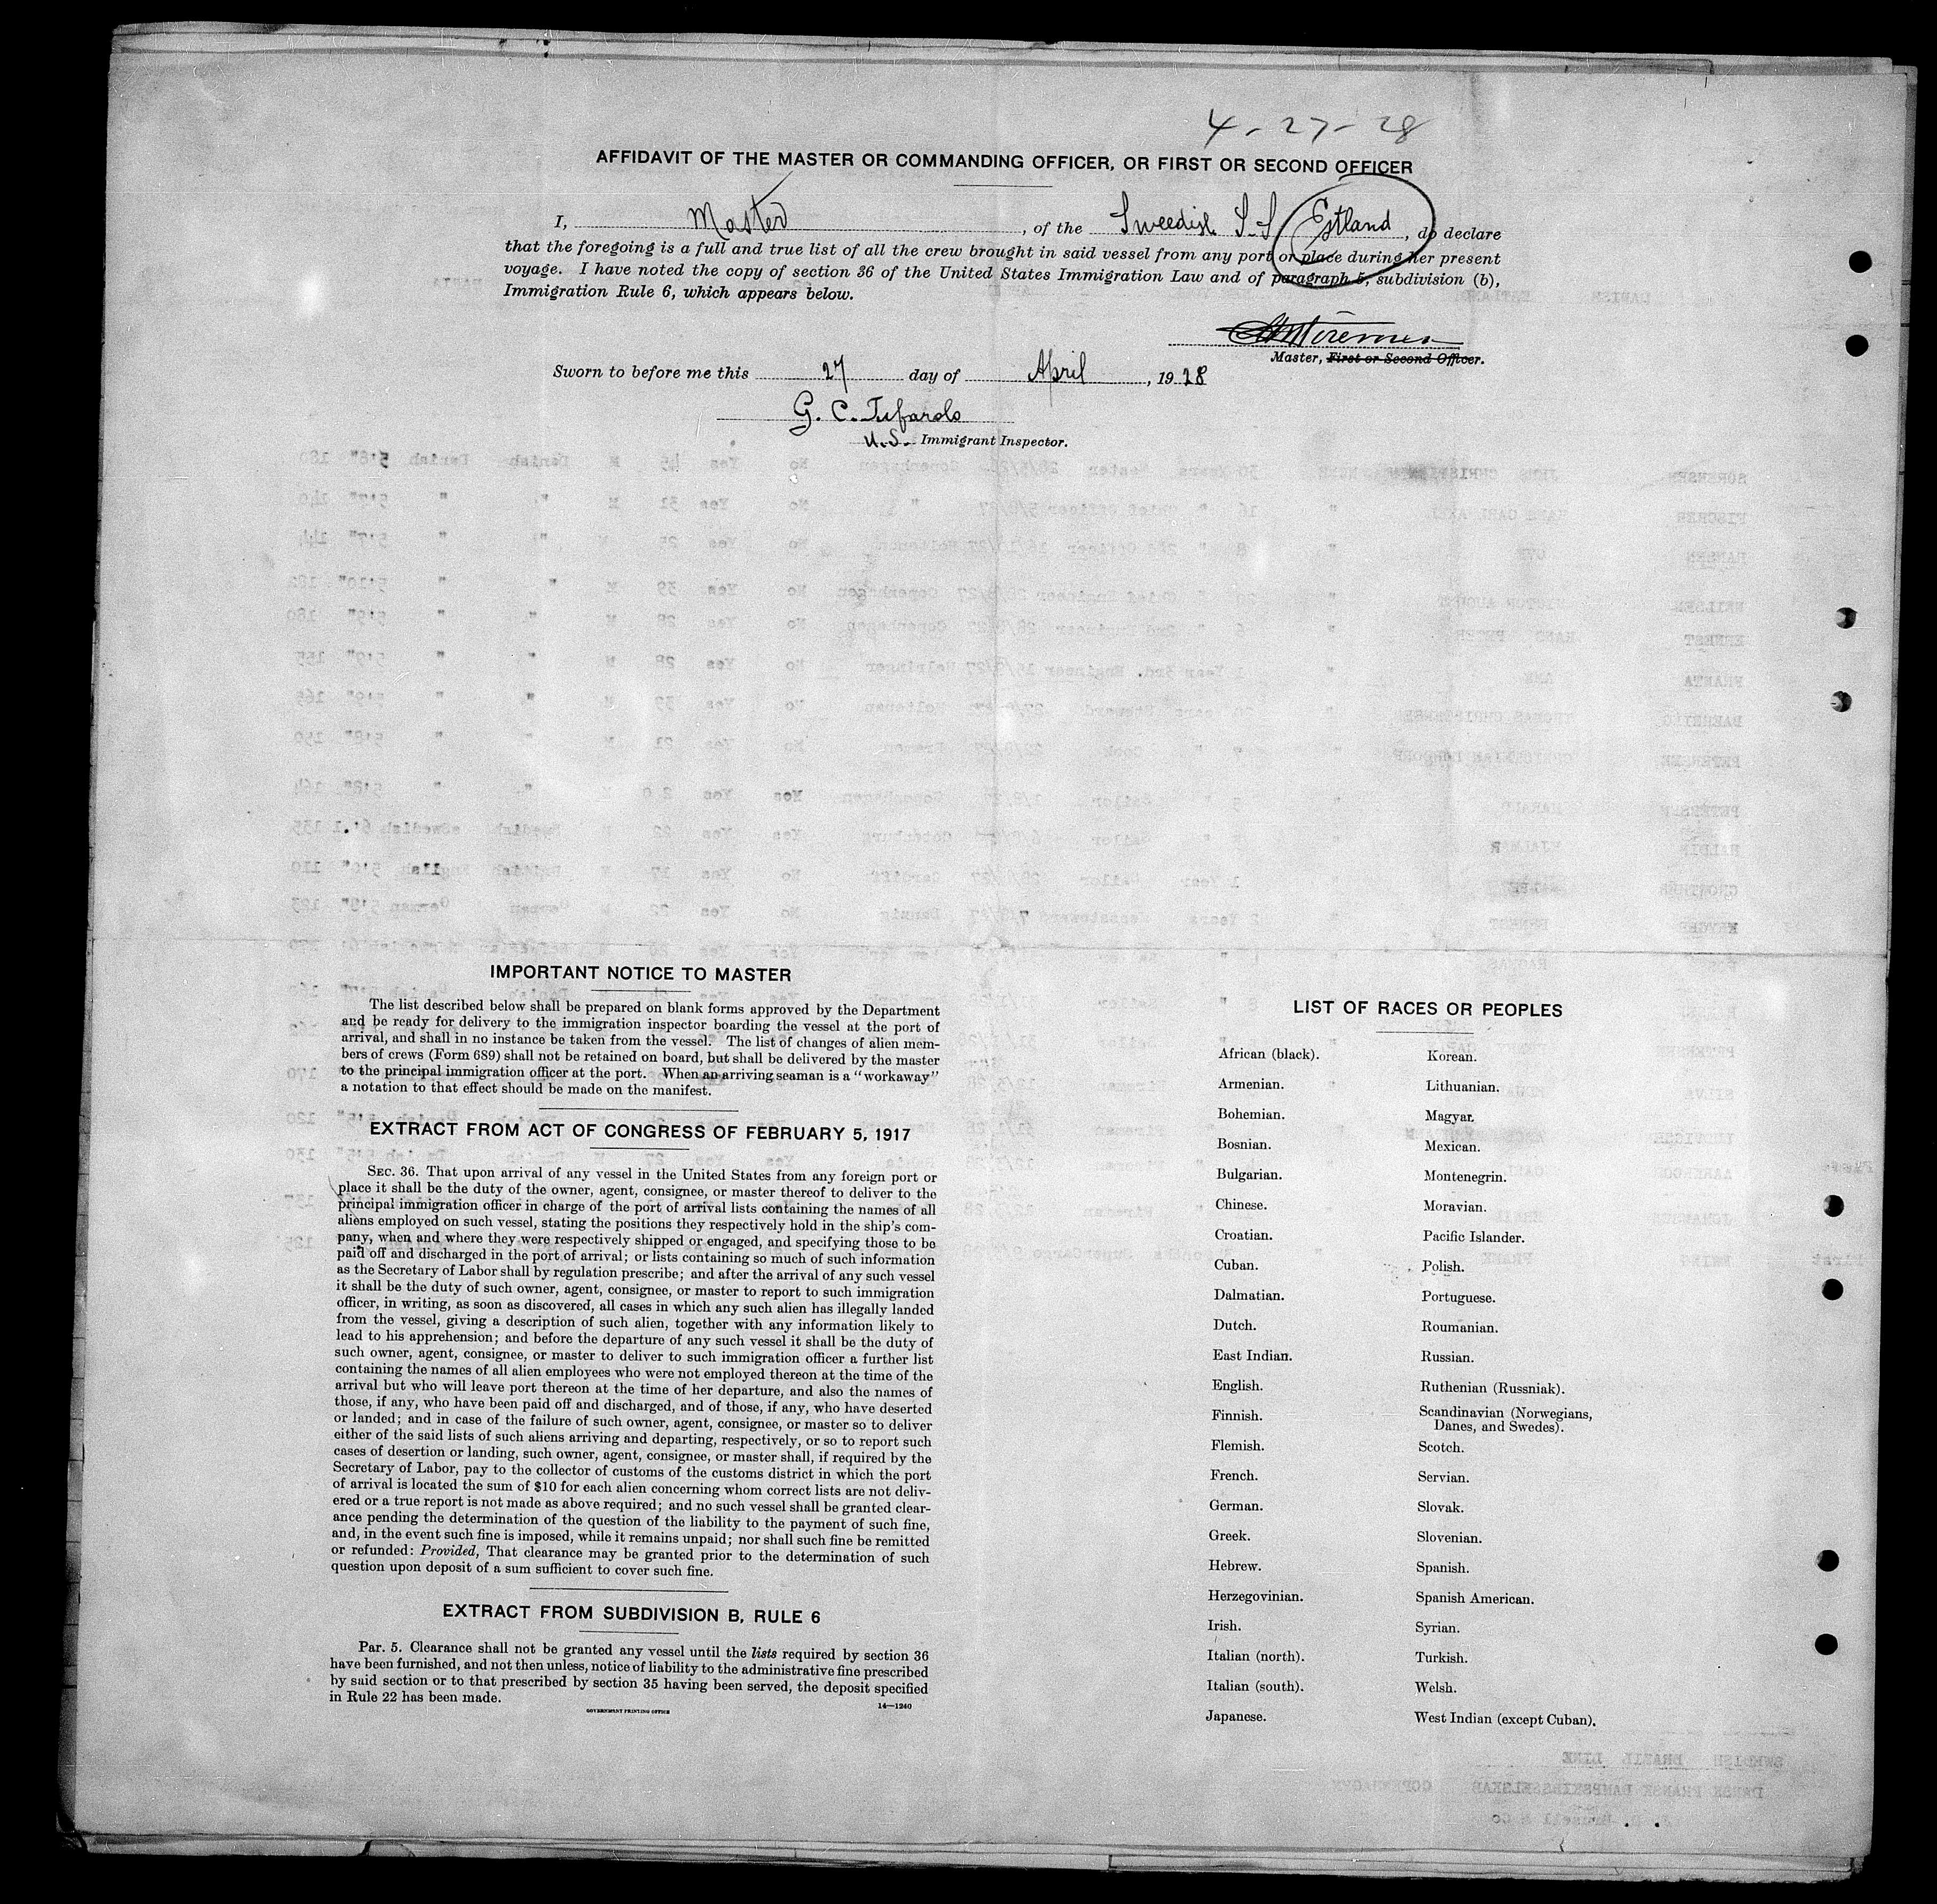 4-27-28
AFFIDAVIT OF THE MASTER OR COMMANDING OFFICER, OR FIRST OR SECOND OFFICER
I, Master, of the Sweedish S-S Estland, do declare
that the foregoing is a full and true list of all the crew brought in said vessel from any port or place during her present
voyage. I have noted the copy of section 36 of the United States Immigration Law and of paragraph 5, subdivision (b),
Immigration Rule 6, which appears below.
Master, First or Second Officer.
Sworn to before me this 27 day of April, 1928
G. C. Tufarolo
U.S. Immigrant Inspector.
IMPORTANT NOTICE TO MASTER
The list described below shall be prepared on blank forms approved by the Department
and be ready for delivery to the immigration inspector boarding the vessel at the port of
arrival, and shall in no instance be taken from the vessel. The list of changes of alien mem-
bers of crews (Form 689) shall not be retained on board, but shall be delivered by the master
to the principal immigration officer at the port. When an arriving seaman is a "workaway"
a notation to that effect should be made on the manifest.
EXTRACT FROM ACT OF CONGRESS OF FEBRUARY 5, 1917
SEC. 36. That upon arrival of any vessel in the United States from any foreign port or
place it shall be the duty of the owner, agent, consignee, or master thereof to deliver to the
principal immigration officer in charge of the port of arrival lists containing the names of all
aliens employed on such vessel, stating the positions they respectively hold in the ship's com-
pany, when and where they were respectively shipped or engaged, and specifying those to be
paid off and discharged in the port of arrival; or lists containing so much of such information
as the Secretary of Labor shall by regulation prescribe; and after the arrival of any such vessel
it shall be the duty of such owner, agent, consignee, or master to report to such immigration
officer, in writing, as soon as discovered, all cases in which any such alien has illegally landed
from the vessel, giving a description of such alien, together with any information likely to
lead to his apprehension; and before the departure of any such vessel it shall be the duty of
such owner, agent, consignee, or master to deliver to such immigration officer a further list
containing the names of all alien employees who were not employed thereon at the time of the
arrival but who will leave port thereon at the time of her departure, and also the names of
those, if any, who have been paid off and discharged, and of those, if any, who have deserted
or landed; and in case of the failure of such owner, agent, consignee, or master so to deliver
either of the said lists of such aliens arriving and departing, respectively, or so to report such
cases of desertion or landing, such owner, agent, consignee, or master shall, if required by the
Secretary of Labor, pay to the collector of customs of the customs district in which the port
of arrival is located the sum of $10 for each alien concerning whom correct lists are not deliv-
ered or a true report is not made as above required; and no such vessel shall be granted clear-
ance pending the determination of the question of the liability to the payment of such fine,
and, in the event such fine is imposed, while it remains unpaid; nor shall such fine be remitted
or refunded: Provided, That clearance may be granted prior to the determination of such
question upon deposit of a sum sufficient to cover such fine.
EXTRACT FROM SUBDIVISION B, RULE 6
Par. 5. Clearance shall not be granted any vessel until the lists required by section 36
have been furnished, and not then unless, notice of liability to the administrative fine prescribed
by said section or to that prescribed by section 35 having been served, the deposit specified
in Rule 22 has been made.
GOVERNMENT PRINTING OFFICE 14—1240
LIST OF RACES OR PEOPLES
African (black). Korean.
Armenian. Lithuanian.
Bohemian. Magyar.
Bosnian. Mexican.
Bulgarian. Montenegrin.
Chinese. Moravian.
Croatian. Pacific Islander.
Cuban. Polish.
Dalmatian. Portuguese.
Dutch. Roumanian.
East Indian. Russian.
English. Ruthenian (Russniak).
Finnish. Scandinavian (Norwegians,
Danes, and Swedes).
Flemish. Scotch.
French. Servian.
German. Slovak.
Greek. Slovenian.
Hebrew. Spanish.
Herzegovinian. Spanish American.
Irish. Syrian.
Italian (north). Turkish.
Italian (south). Welsh.
Japanese. West Indian (except Cuban).